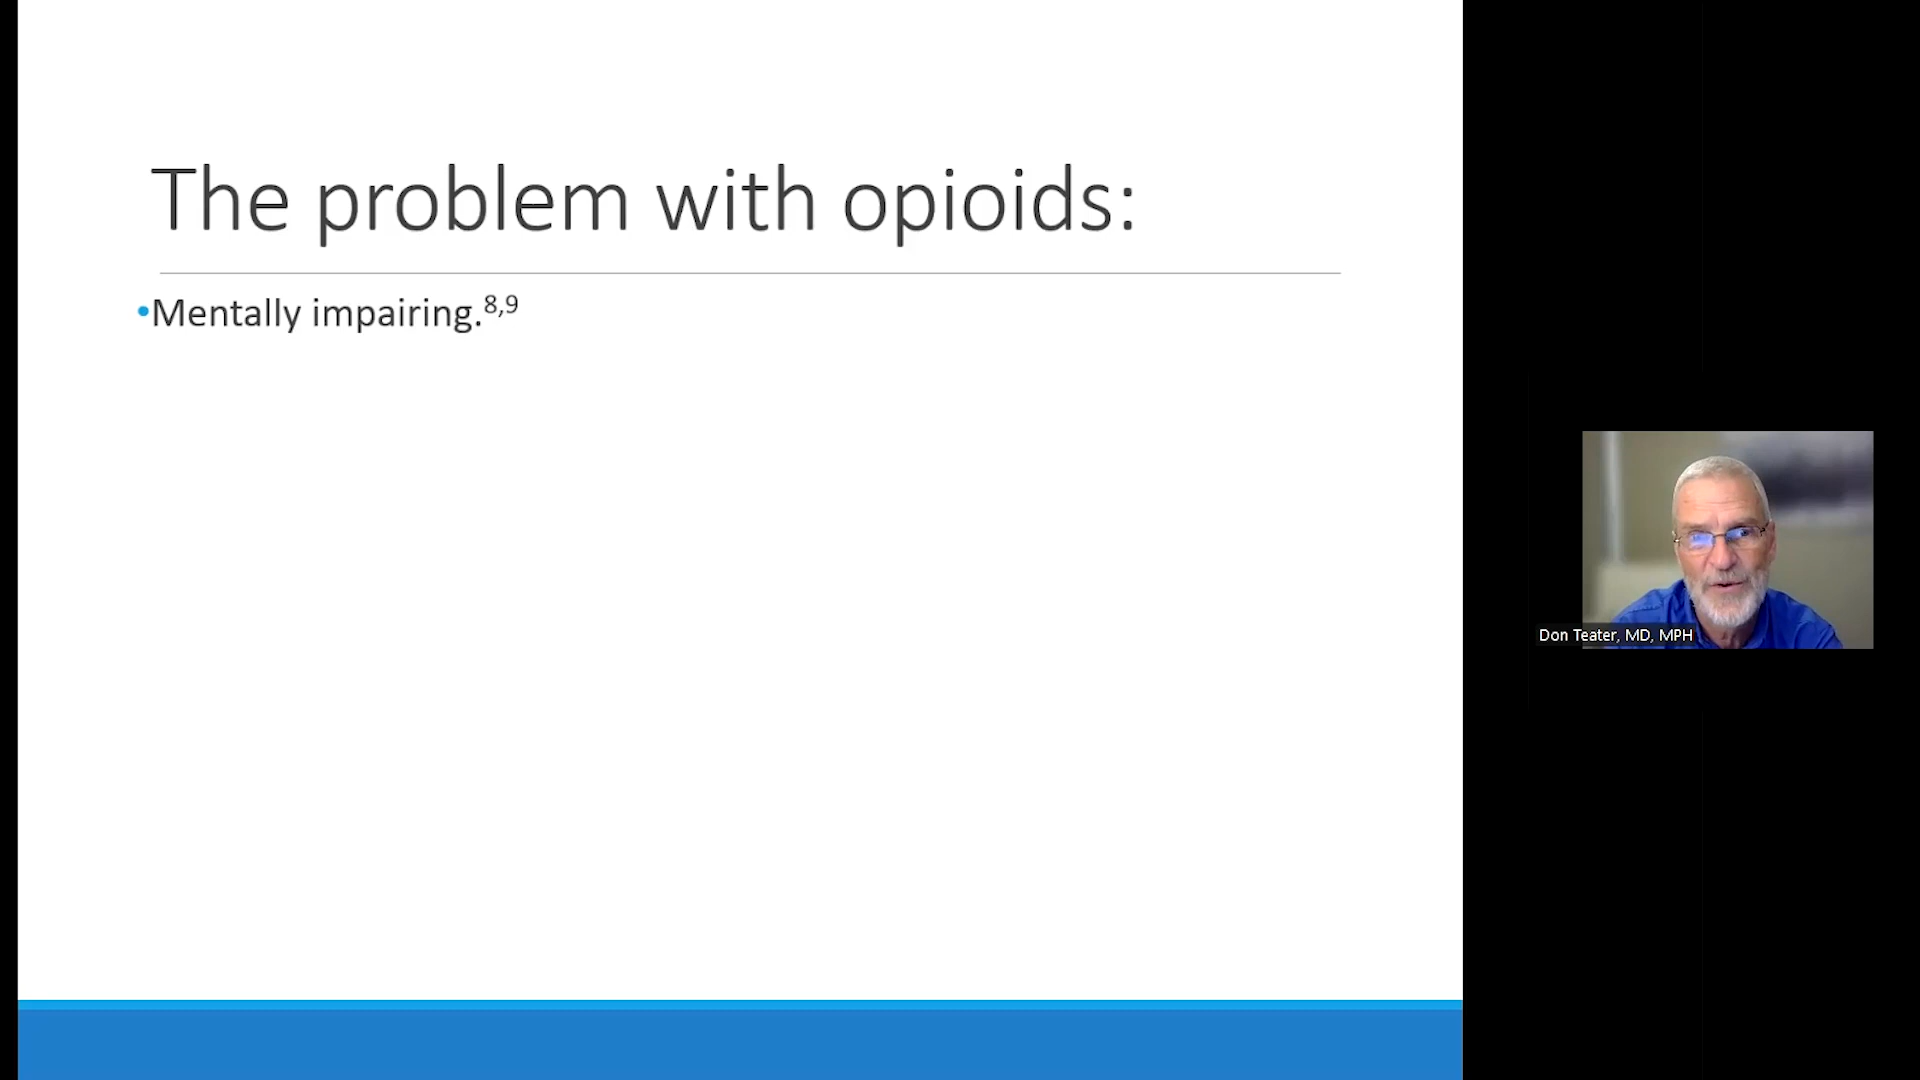 The problem with opioids:
•Mentally impairing.8,9
Don Teater, MD, MPH